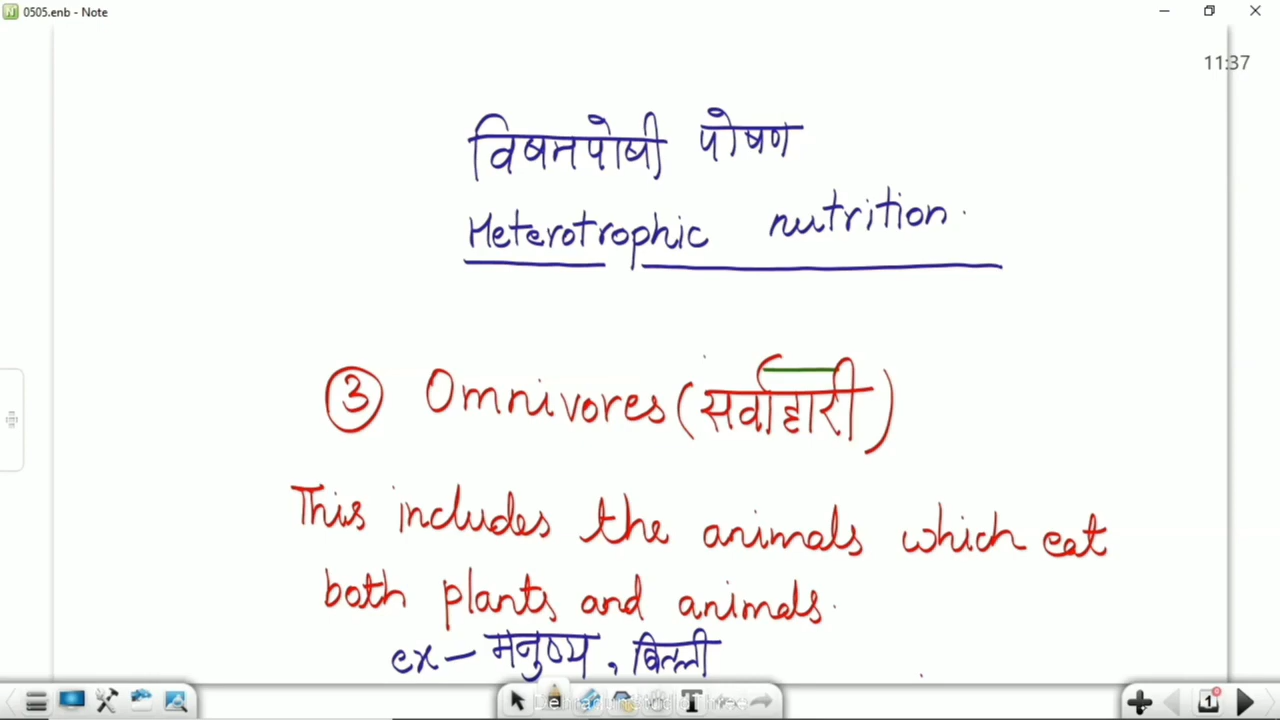 0505.enb - Note
11:37
विषमपोषी पोषण
Heterotrophic nutrition.
③ Omnivores (सर्वाहारी)
This includes the animals which eat
both plants and animals.
ex – मनुष्य, बिल्ली
T
1